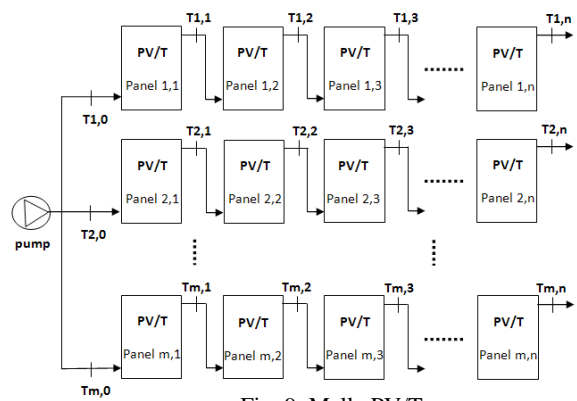 T1,1 T1,2 T1,3 T1,n
PV/T PV/T PV/T PV/T
Panel 1,1 Panel 1,2 Panel 1,3 Panel 1,n
T1,0
T2,1 T2,2 T2,3 T2,n
PV/T PV/T PV/T PV/T
Panel 2,1 Panel 2,2 Panel 2,3 Panel 2,n
pump T2,0
Tm,1 Tm,2 Tm,3 Tm,n
PV/T PV/T PV/T PV/T
Panel m,1 Panel m,2 Panel m,3 Panel m,n
Tm,0